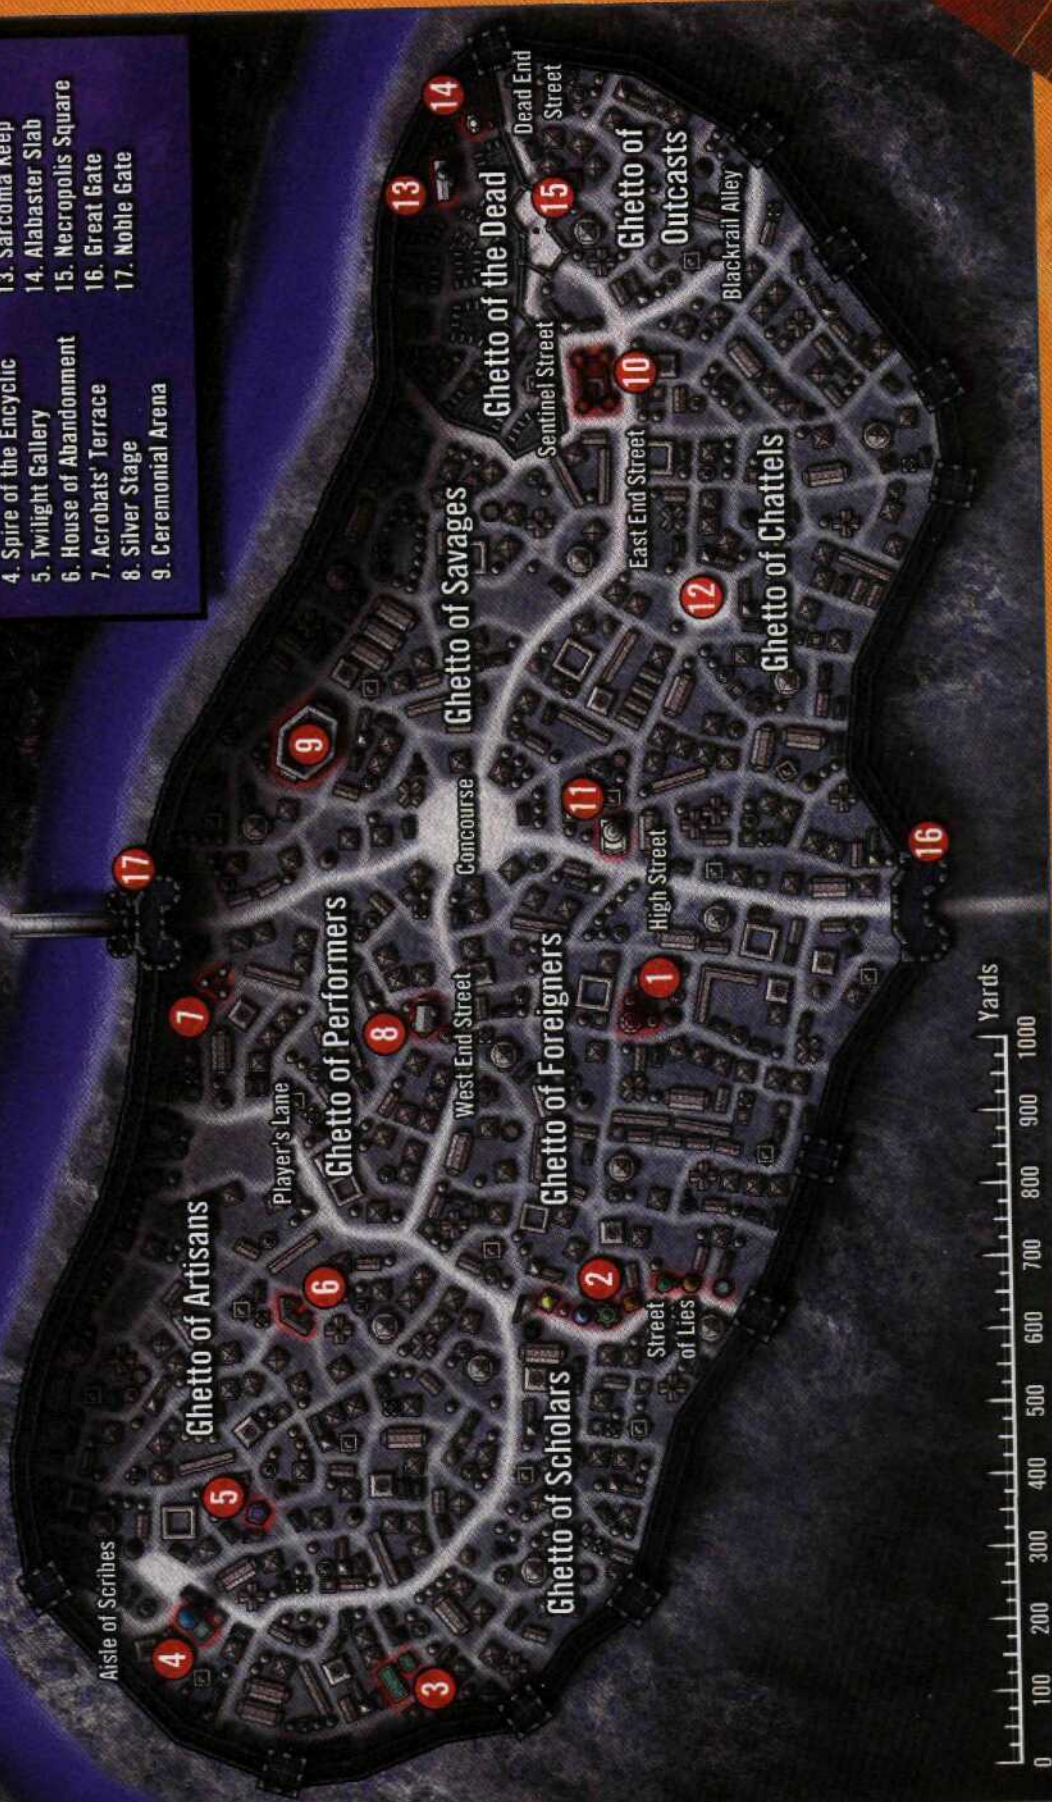 4. Spire of the Encyclic
5. Twilight Gallery
6. House of Abandonment
7. Acrobats' Terrace
8. Silver Stage
9. Ceremonial Arena
13. Sarcoma Keep
14. Alabaster Slab
15. Necropolis Square
16. Great Gate
17. Noble Gate
Aisle of Scribes
4
5
3
Ghetto of Artisans
6
Ghetto of Scholars
Player's Lane
2
Street
of Lies
7
Ghetto of Performers
8
West End Street
Ghetto of Foreigners
1
17
Concourse
High Street
11
16
9
Ghetto of Savages
12
East End Street
Ghetto of Chattels
Sentinel Street
10
Ghetto of the Dead
13
14
15
Dead End
Street
Ghetto of
Outcasts
Blackrail Alley
0
100
200
300
400
500
600
700
800
900
1000
Yards